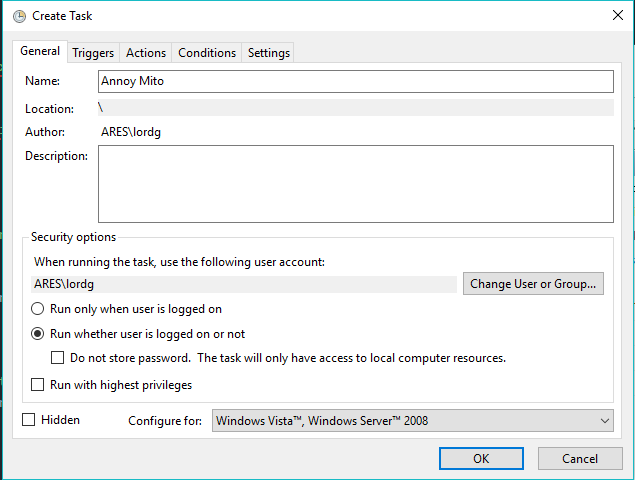 Create Task
General Triggers Actions Conditions Settings
Name: Annoy Mito
Location: \
Author: ARES\lordg
Description:
Security options
When running the task, use the following user account:
ARES\lordg Change User or Group...
Run only when user is logged on
Run whether user is logged on or not
Do not store password. The task will only have access to local computer resources.
Run with highest privileges
Hidden Configure for: Windows Vista™, Windows Server™ 2008
OK Cancel